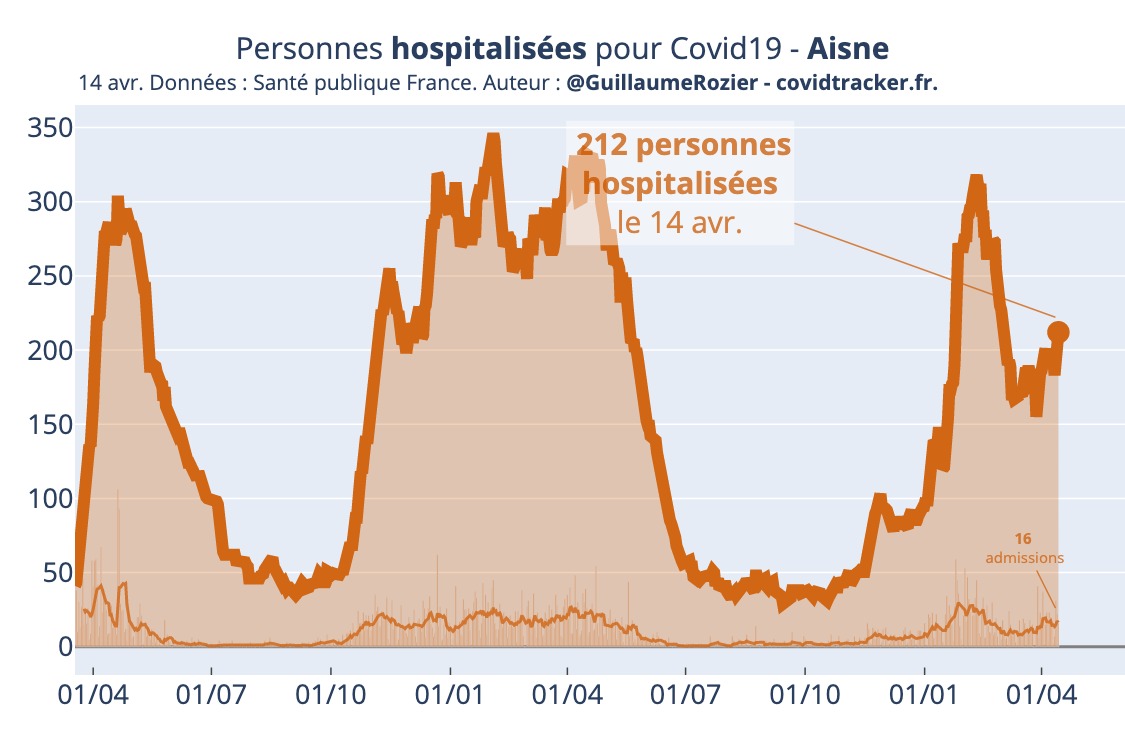 Personnes hospitalisées pour Covid19 - Aisne
14 avr. Données : Santé publique France. Auteur : @GuillaumeRozier - covidtracker.fr.
350
212 personnes
hospitalisées
le 14 avr.
300
250
200
150
100
16
admissions
50
0
01/04 01/07 01/10 01/01 01/04 01/07 01/10 01/01 01/04